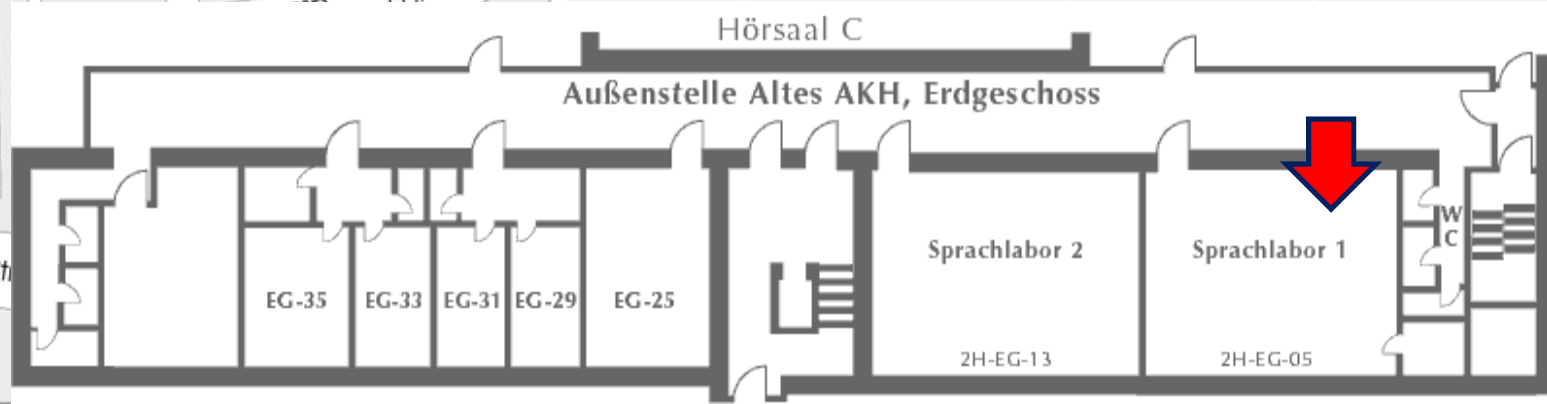 Hörsaal C
Außenstelle Altes AKH, Erdgeschoss
W
C
Sprachlabor 2
Sprachlabor 1
EG-35
EG-33
EG-31
EG-29
EG-25
2H-EG-13
2H-EG-05